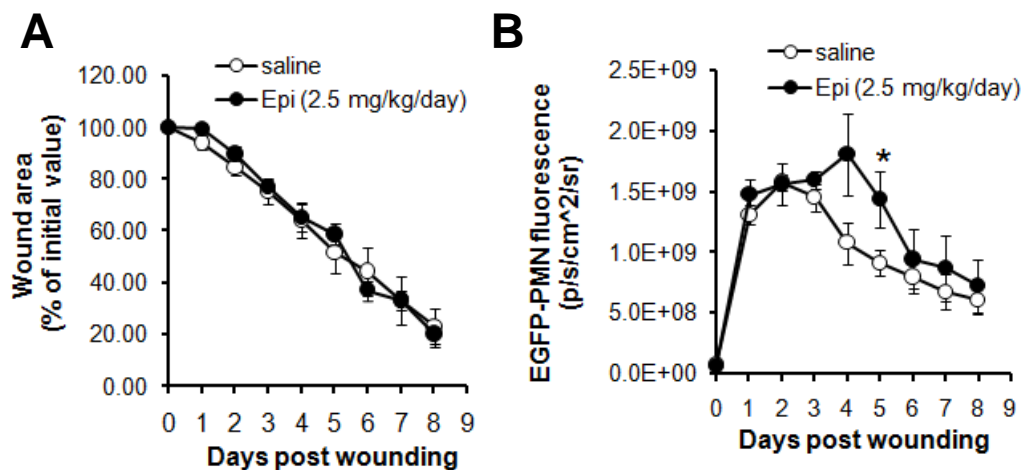 A
saline
Epi (2.5 mg/kg/day)
120.00
100.00
80.00
60.00
40.00
20.00
0.00
Wound area
(% of initial value)
0 1 2 3 4 5 6 7 8 9
Days post wounding
B
saline
Epi (2.5 mg/kg/day)
2.5E+09
2.0E+09
1.5E+09
1.0E+09
5.0E+08
0.0E+00
EGFP-PMN fluorescence
(p/s/cm^2/sr)
*
0 1 2 3 4 5 6 7 8 9
Days post wounding